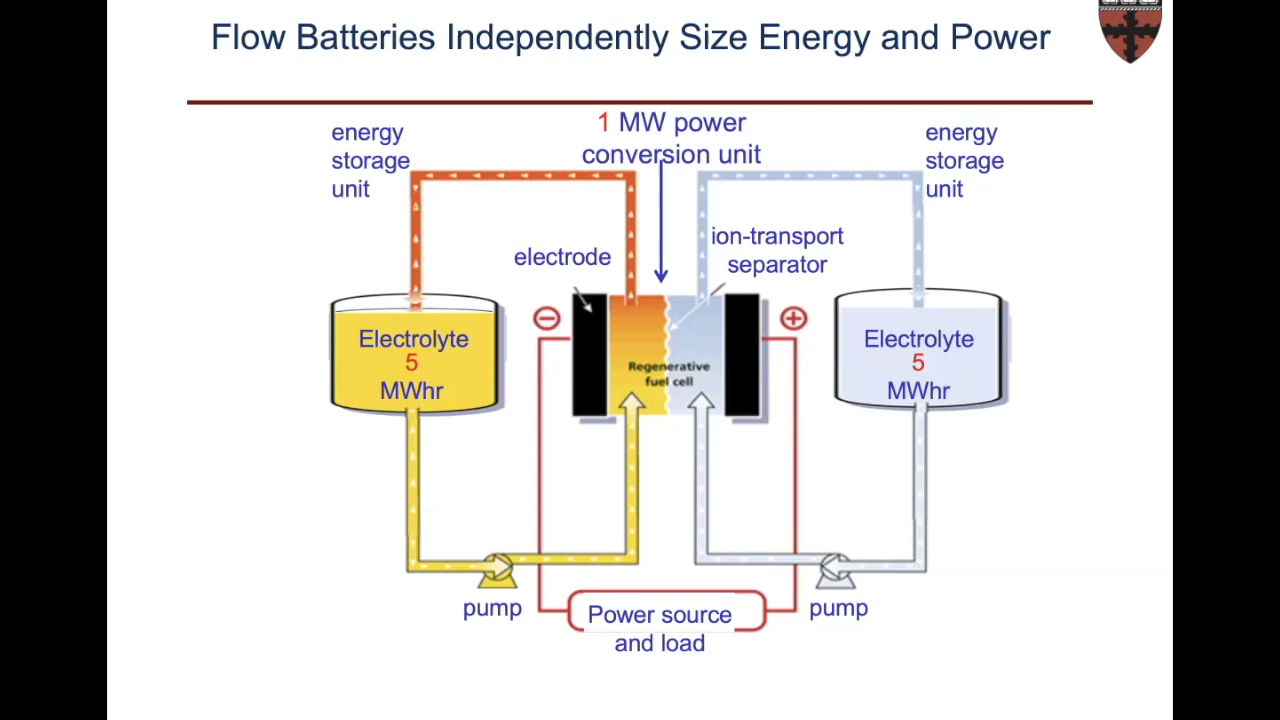 Flow Batteries Independently Size Energy and Power
energy
storage
unit
1 MW power
conversion unit
energy
storage
unit
electrode
ion-transport
separator
Electrolyte
5
MWhr
Regenerative
fuel cell
Electrolyte
5
MWhr
pump
Power source
and load
pump